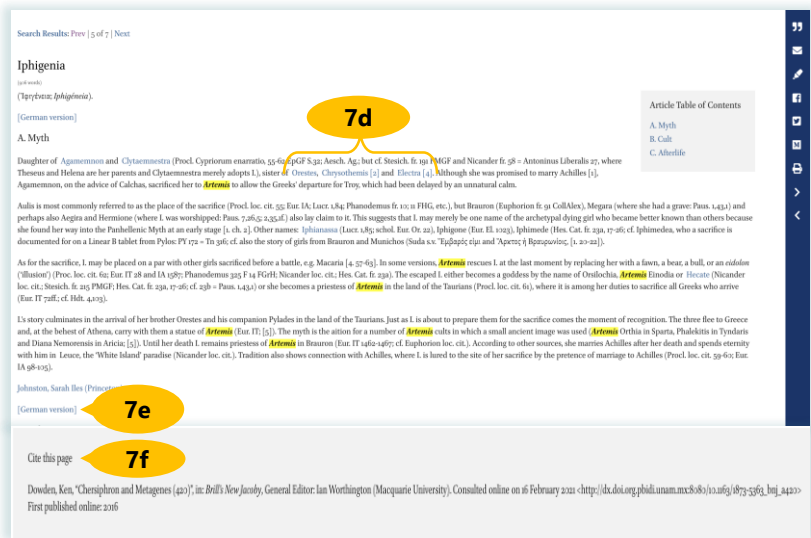 Search Results: Prev | 5 of 7 | Next
Iphigenia
(Ἰφιγένεια; Iphigéneia).
[German version]
A. Myth
Article Table of Contents
A. Myth
B. Cult
C. Afterlife
7d
Daughter of Agamemnon and Clytaemnestra (Procl. Cypriorum enarratio, 55-62 EpGF S.32; Aesch. Ag.; but cf. Stesich. fr. 191 PMGF and Nicander fr. 58 = Antoninus Liberalis 27, where
Theseus and Helena are her parents and Clytaemnestra merely adopts I.), sister of Orestes, Chrysothemis [2] and Electra [4]. Although she was promised to marry Achilles [1],
Agamemnon, on the advice of Calchas, sacrificed her to Artemis to allow the Greeks' departure for Troy, which had been delayed by an unnatural calm.
Aulis is most commonly referred to as the place of the sacrifice (Procl. loc. cit. 55; Eur. IA; Lucr. 1,84; Phanodemus fr. 10; 11 FHG, etc.), but Brauron (Euphorion fr. 91 CollAlex), Megara (where she had a grave: Paus. 1,43,1) and
perhaps also Aegira and Hermione (where I. was worshipped: Paus. 7,26,5; 2,35,1f.) also lay claim to it. This suggests that I. may merely be one name of the archetypal dying girl who became better known than others because
she found her way into the Panhellenic Myth at an early stage [1. ch. 2]. Other names: Iphianassa (Lucr. 1,85; schol. Eur. Or. 22), Iphigone (Eur. El. 1023), Iphimede (Hes. Cat. fr. 23a, 17-26; cf. Iphimedea, who a sacrifice is
documented for on a Linear B tablet from Pylos: PY 172 = Tn 316; cf. also the story of girls from Brauron and Munichos (Suda s.v. Ἔμβαρός εἰμι and Ἄρκτος ἢ Βραυρωνίοις, [1. 20-22]).
As for the sacrifice, I. may be placed on a par with other girls sacrificed before a battle, e.g. Macaria [4. 57-63]. In some versions, Artemis rescues I. at the last moment by replacing her with a fawn, a bear, a bull, or an eidolon
('illusion') (Proc. loc. cit. 62; Eur. IT 28 and IA 1587; Phanodemus 325 F 14 FGrH; Nicander loc. cit.; Hes. Cat. fr. 23a). The escaped I. either becomes a goddess by the name of Orsilochia, Artemis Einodia or Hecate (Nicander
loc. cit.; Stesich. fr. 215 PMGF; Hes. Cat. fr. 23a, 17-26; cf. 23b = Paus. 1,43,1) or she becomes a priestess of Artemis in the land of the Taurians (Procl. loc. cit. 61), where it is among her duties to sacrifice all Greeks who arrive
(Eur. IT 72ff.; cf. Hdt. 4,103).
I.'s story culminates in the arrival of her brother Orestes and his companion Pylades in the land of the Taurians. Just as I. is about to prepare them for the sacrifice comes the moment of recognition. The three flee to Greece
and, at the behest of Athena, carry with them a statue of Artemis (Eur. IT; [5]). The myth is the aition for a number of Artemis cults in which a small ancient image was used (Artemis Orthia in Sparta, Phakelitis in Tyndaris
and Diana Nemorensis in Aricia; [5]). Until her death I. remains priestess of Artemis in Brauron (Eur. IT 1462-1467; cf. Euphorion loc. cit.). According to other sources, she marries Achilles after her death and spends eternity
with him in Leuce, the 'White Island' paradise (Nicander loc. cit.). Tradition also shows connection with Achilles, where I. is lured to the site of her sacrifice by the pretence of marriage to Achilles (Procl. loc. cit. 59-60; Eur.
IA 98-105).
Johnston, Sarah Iles (Princeton)
[German version]
7e
Cite this page
7f
Dowden, Ken, "Chersiphron and Metagenes (420)", in: Brill's New Jacoby, General Editor: Ian Worthington (Macquarie University). Consulted online on 16 February 2021 <http://dx.doi.org.pbidi.unam.mx:8080/10.1163/1873-5363_bnj_a420>
First published online: 2016